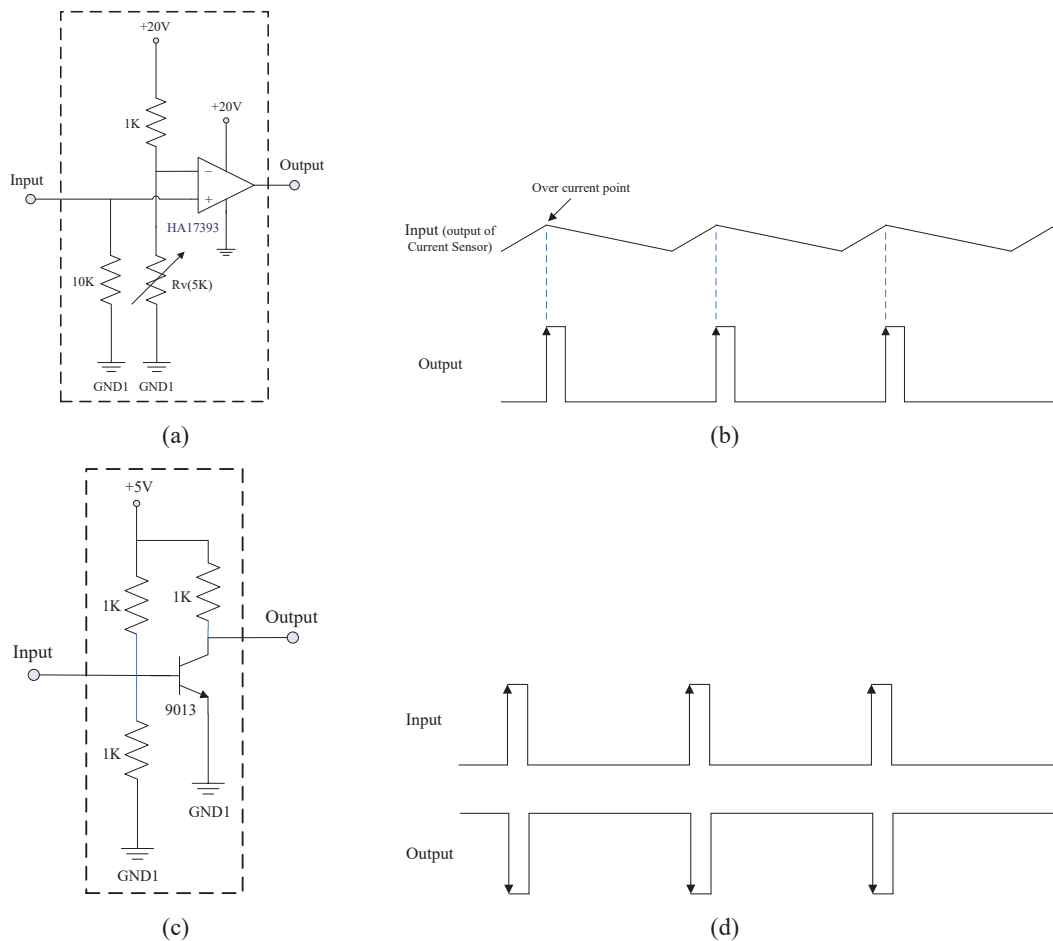 +20V
+20V
1K
Input
Output
HA17393
10K
Rv(5K)
GND1
GND1
(a)
Over current point
Input (output of
Current Sensor)
Output
(b)
+5V
1K
1K
Output
Input
9013
1K
GND1
GND1
(c)
Input
Output
(d)